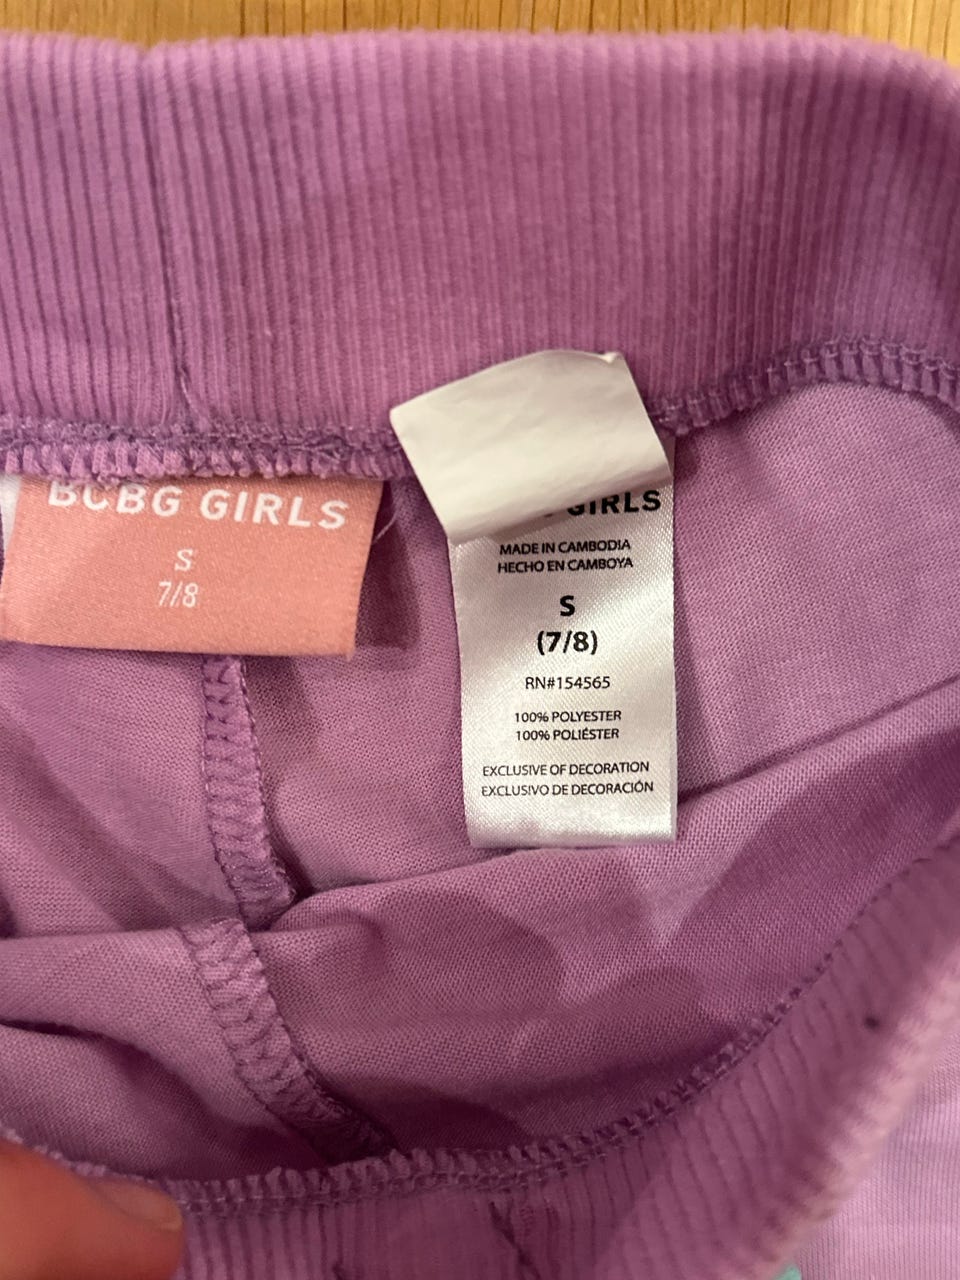 BCBG GIRLS
S
7/8
GIRLS
MADE IN CAMBODIA
HECHO EN CAMBOYA
S
(7/8)
RN#154565
100% POLYESTER
100% POLIÉSTER
EXCLUSIVE OF DECORATION
EXCLUSIVO DE DECORACIÓN